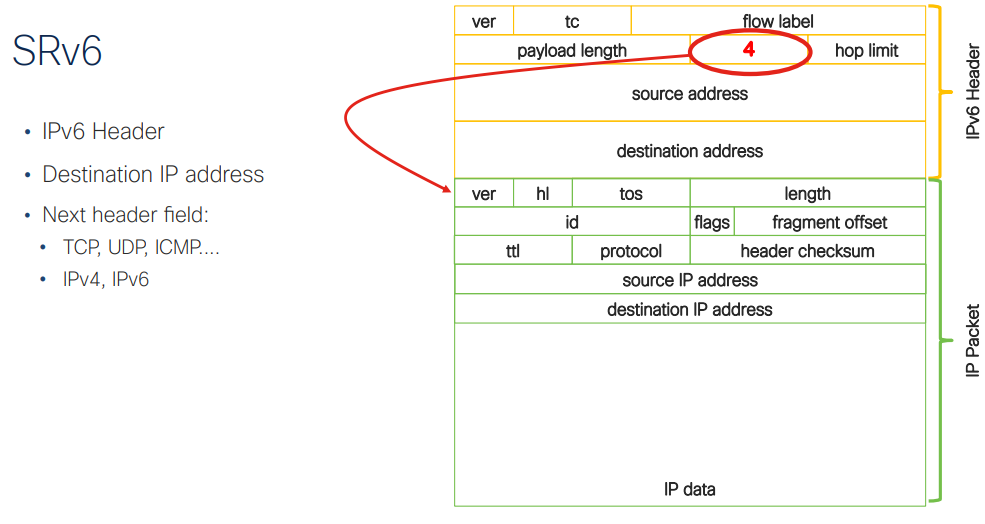 SRv6
• IPv6 Header
• Destination IP address
• Next header field:
• TCP, UDP, ICMP....
• IPv4, IPv6
ver tc flow label
payload length 4 hop limit
source address
destination address
IPv6 Header
ver hl tos length
id flags fragment offset
ttl protocol header checksum
source IP address
destination IP address
IP data
IP Packet